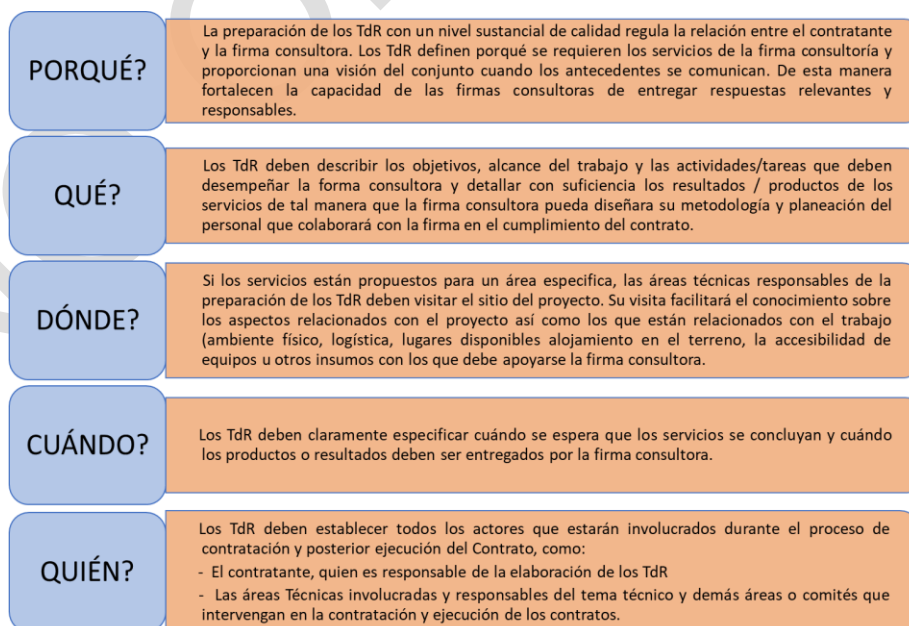 PORQUÉ?
La preparación de los TdR con un nivel sustancial de calidad regula la relación entre el contratante
y la firma consultora. Los TdR definen porqué se requieren los servicios de la firma consultoría y
proporcionan una visión del conjunto cuando los antecedentes se comunican. De esta manera
fortalecen la capacidad de las firmas consultoras de entregar respuestas relevantes y
responsables.
QUÉ?
Los TdR deben describir los objetivos, alcance del trabajo y las actividades/tareas que deben
desempeñar la forma consultora y detallar con suficiencia los resultados / productos de los
servicios de tal manera que la firma consultora pueda diseñara su metodología y planeación del
personal que colaborará con la firma en el cumplimiento del contrato.
DÓNDE?
Si los servicios están propuestos para un área especifica, las áreas técnicas responsables de la
preparación de los TdR deben visitar el sitio del proyecto. Su visita facilitará el conocimiento sobre
los aspectos relacionados con el proyecto así como los que están relacionados con el trabajo
(ambiente físico, logística, lugares disponibles alojamiento en el terreno, la accesibilidad de
equipos u otros insumos con los que debe apoyarse la firma consultora.
CUÁNDO?
Los TdR deben claramente especificar cuándo se espera que los servicios se concluyan y cuándo
los productos o resultados deben ser entregados por la firma consultora.
QUIÉN?
Los TdR deben establecer todos los actores que estarán involucrados durante el proceso de
contratación y posterior ejecución del Contrato, como:
- El contratante, quien es responsable de la elaboración de los TdR
- Las áreas Técnicas involucradas y responsables del tema técnico y demás áreas o comités que
intervengan en la contratación y ejecución de los contratos.